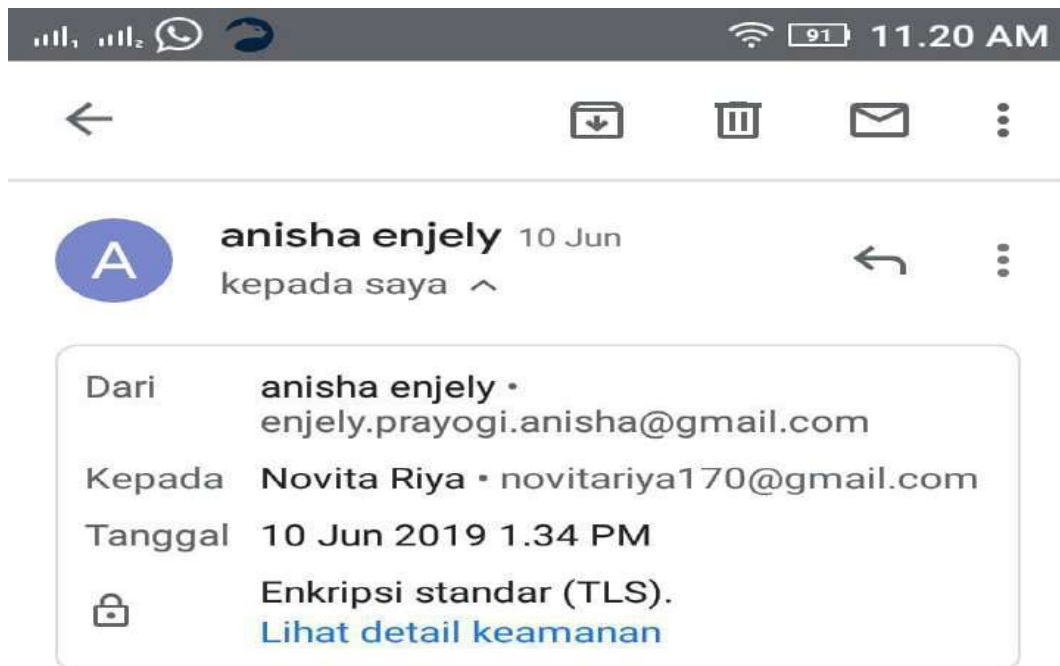 91 11.20 AM
A
anisha enjely 10 Jun
kepada saya
Dari anisha enjely •
enjely.prayogi.anisha@gmail.com
Kepada Novita Riya • novitariya170@gmail.com
Tanggal 10 Jun 2019 1.34 PM
Enkripsi standar (TLS).
Lihat detail keamanan